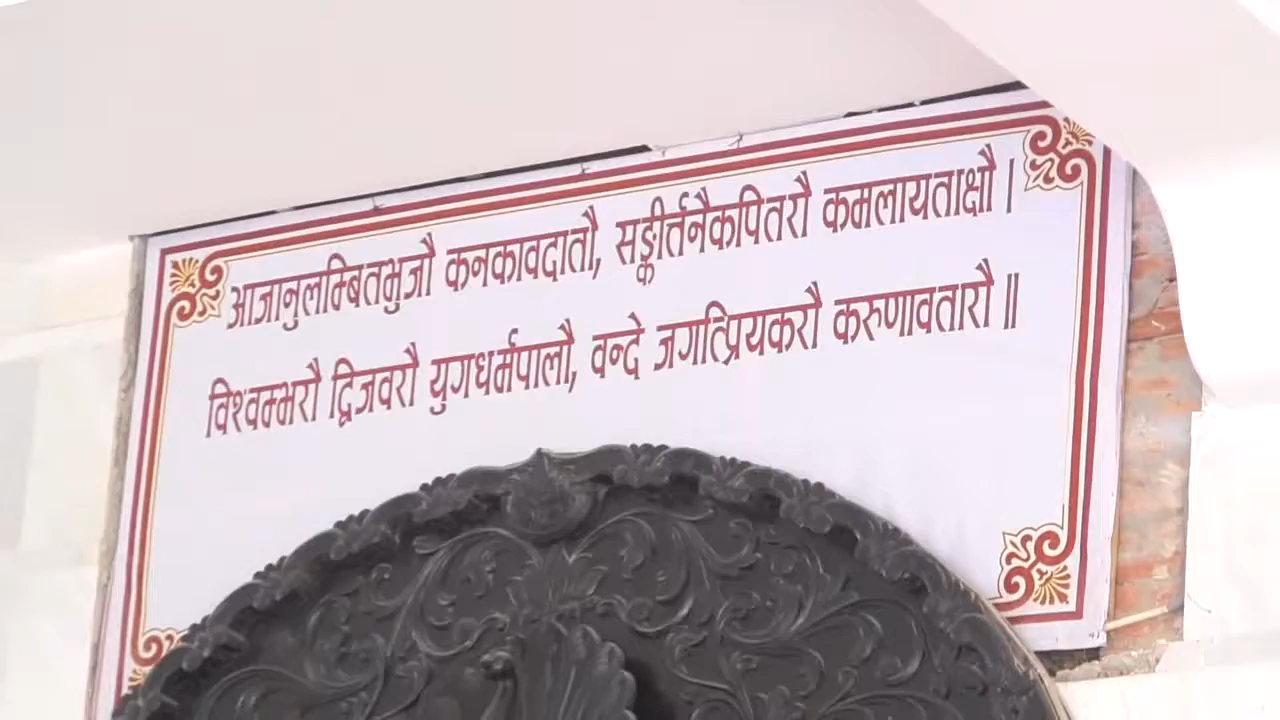 आजानुलम्बितभुजौ कनकावदातौ, सङ्कीर्त्तनैकपितरौ कमलायताक्षौ।
विश्वम्भरौ द्विजवरौ युगधर्मपालौ, वन्दे जगत्प्रियकरौ करुणावतारौ॥